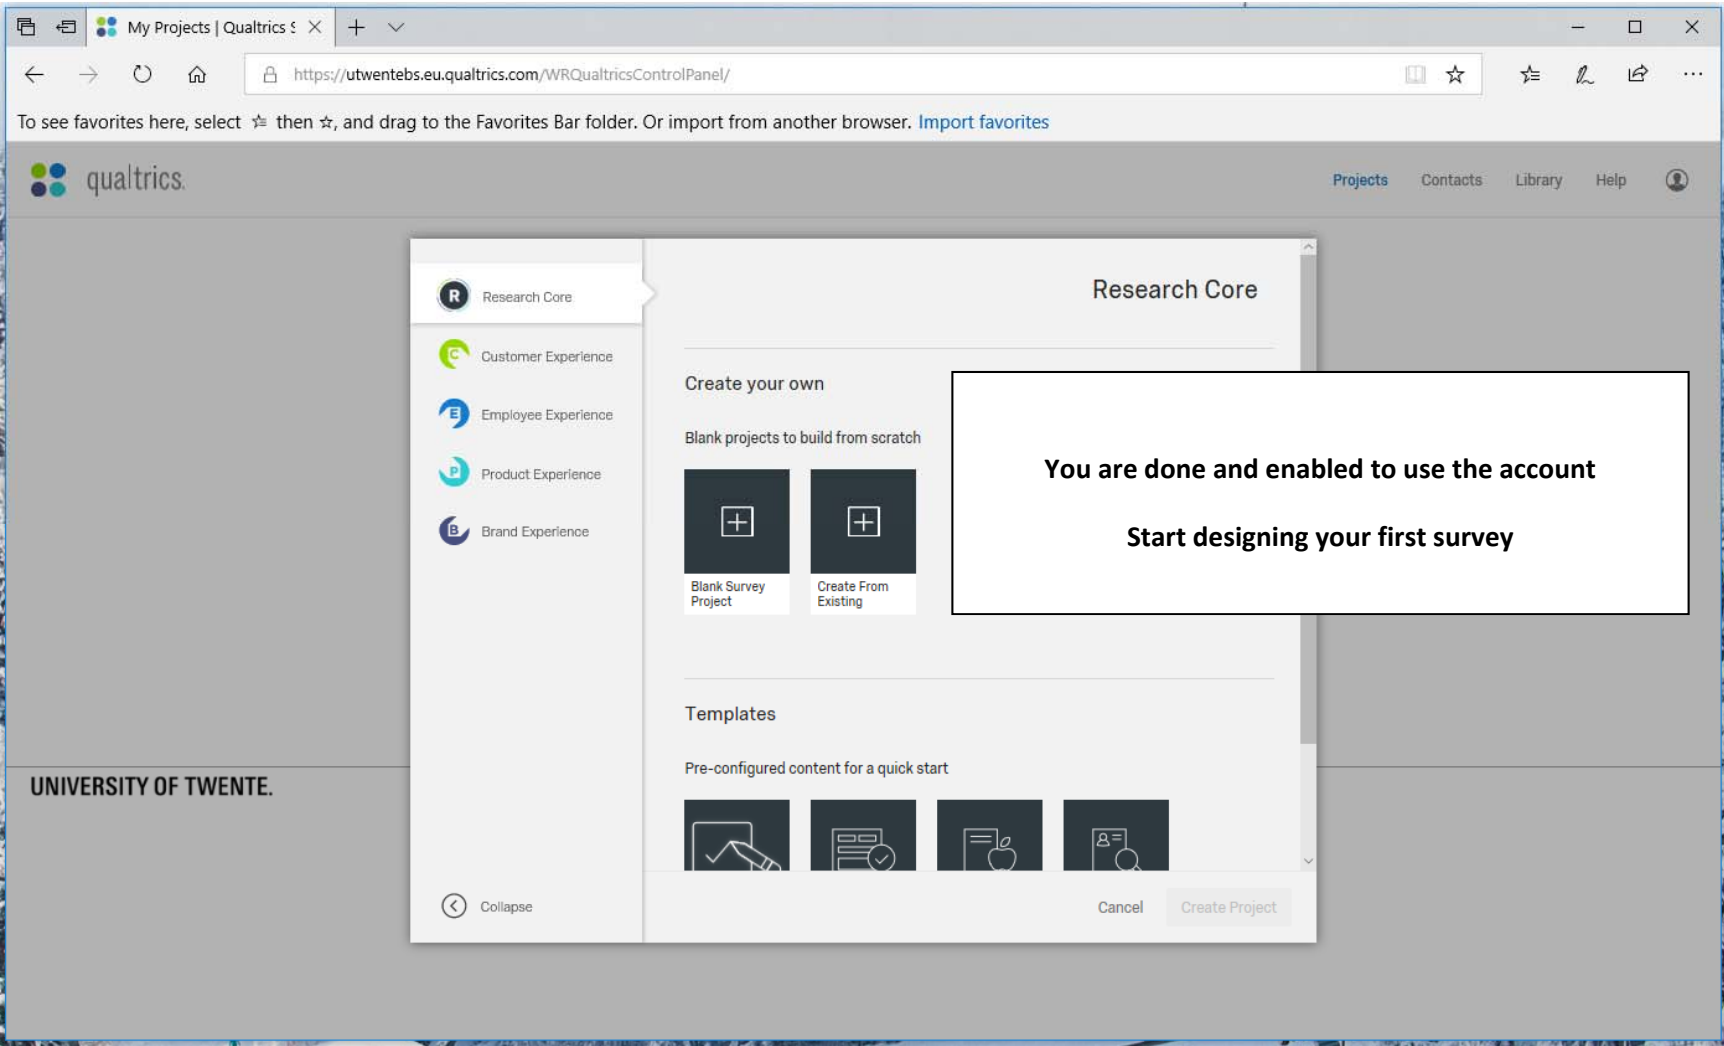 My Projects | Qualtrics S
https://utwentebs.eu.qualtrics.com/WRQualtricsControlPanel/
To see favorites here, select then , and drag to the Favorites Bar folder. Or import from another browser. Import favorites
qualtrics.
Projects Contacts Library Help
R Research Core
C Customer Experience
E Employee Experience
P Product Experience
B Brand Experience
Collapse
Research Core
Create your own
Blank projects to build from scratch
Blank Survey
Project
Create From
Existing
You are done and enabled to use the account
Start designing your first survey
Templates
Pre-configured content for a quick start
Cancel Create Project
UNIVERSITY OF TWENTE.